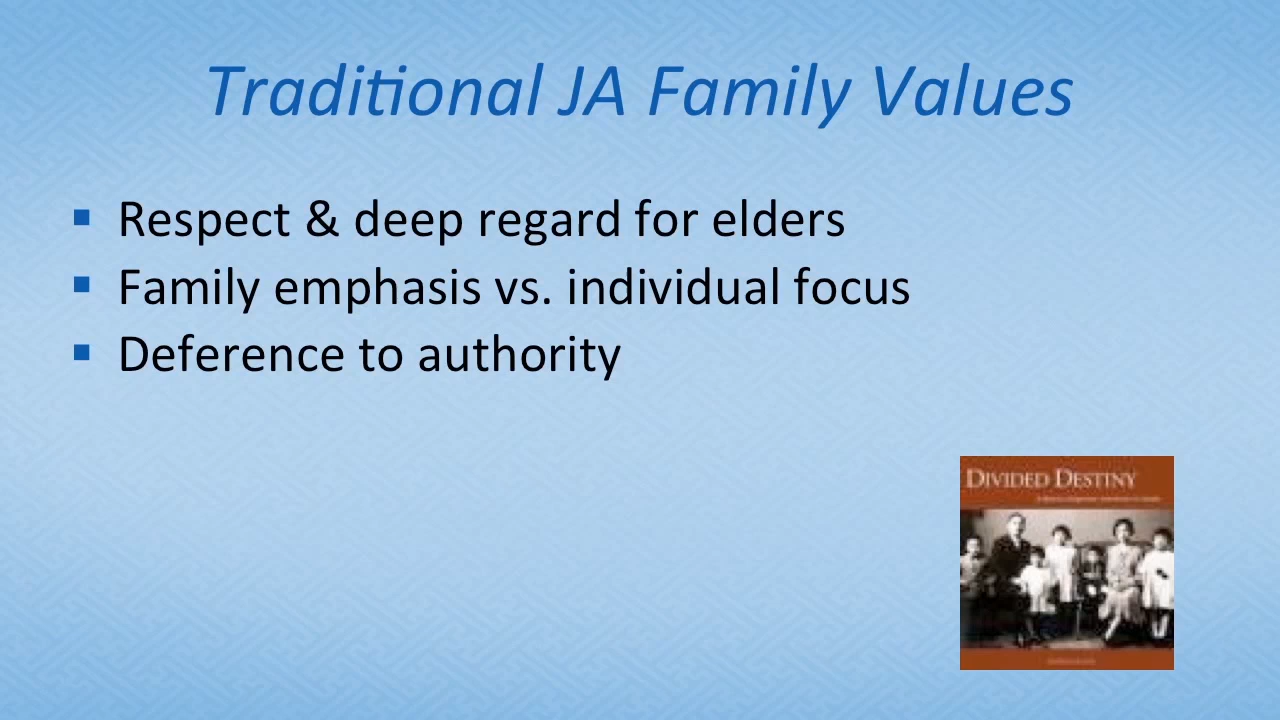 Traditional JA Family Values
Respect & deep regard for elders
Family emphasis vs. individual focus
Deference to authority
DIVIDED DESTINY